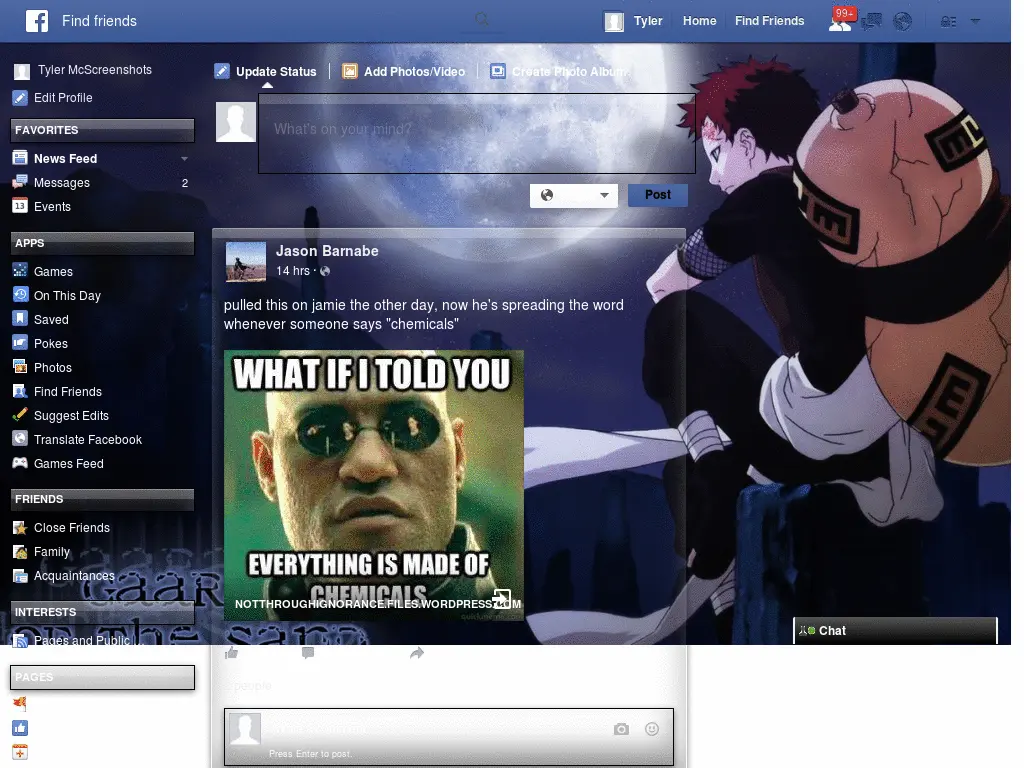 Find friends
Tyler
Home
Find Friends
99+
Tyler McScreenshots
Edit Profile
FAVORITES
News Feed
Messages
2
Events
13
APPS
Games
On This Day
Saved
Pokes
Photos
Find Friends
Suggest Edits
Translate Facebook
Games Feed
FRIENDS
Close Friends
Family
Acquaintances
INTERESTS
Pages and Public ...
PAGES
Update Status
Add Photos/Video
Create Photo Album
What's on your mind?
Post
Jason Barnabe
14 hrs ·
pulled this on jamie the other day, now he's spreading the word
whenever someone says "chemicals"
WHAT IF I TOLD YOU
EVERYTHING IS MADE OF
CHEMICALS
NOTTHROUGHIGNORANCE.FILES.WORDPRESS.COM
people
Press Enter to post.
Chat